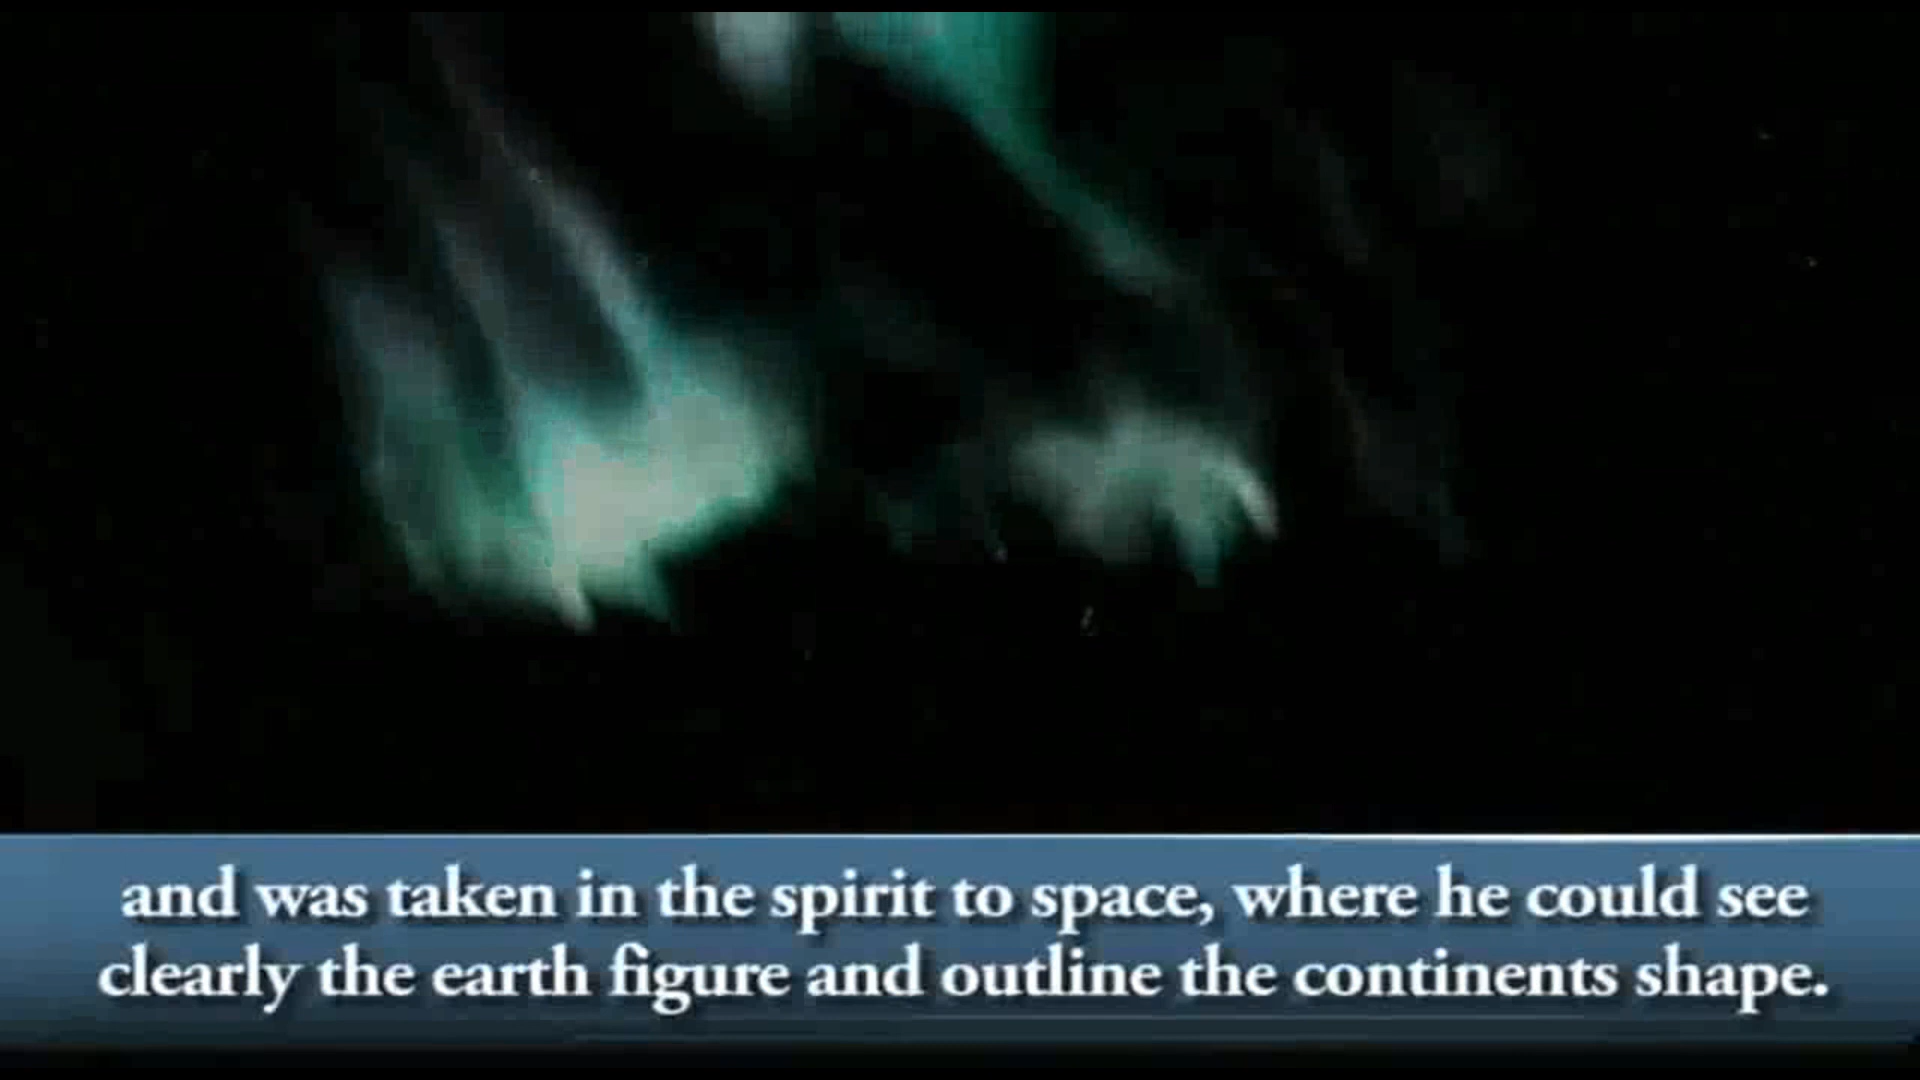 and was taken in the spirit to space, where he could see
clearly the earth figure and outline the continents shape.